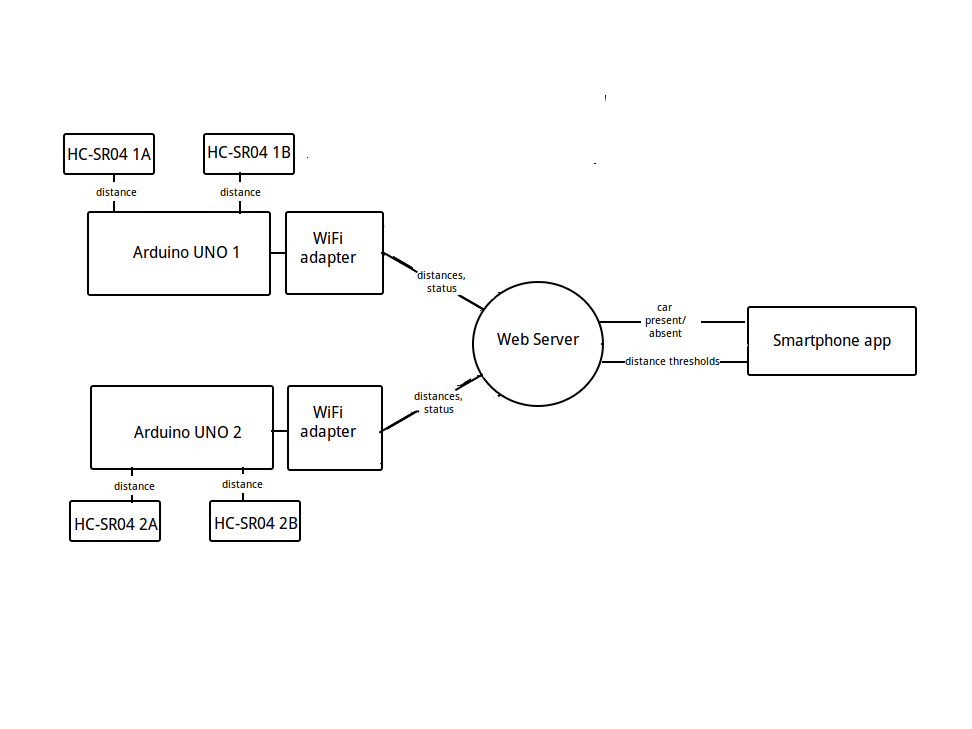 HC-SR04 1A
HC-SR04 1B
distance
distance
Arduino UNO 1
WiFi
adapter
distances,
status
Web Server
car
present/
absent
distance thresholds
Smartphone app
distances,
status
Arduino UNO 2
WiFi
adapter
distance
distance
HC-SR04 2A
HC-SR04 2B